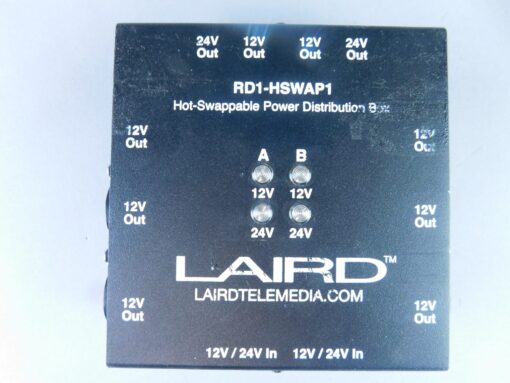 24V 12V 12V 24V
Out Out Out Out
RD1-HSWAP1
Hot-Swappable Power Distribution Box
12V 12V
Out Out
A B
12V 12V
24V 24V
12V 12V
Out Out
LAIRD™
LAIRDTELEMEDIA.COM
12V 12V
Out Out
12V / 24V In 12V / 24V In